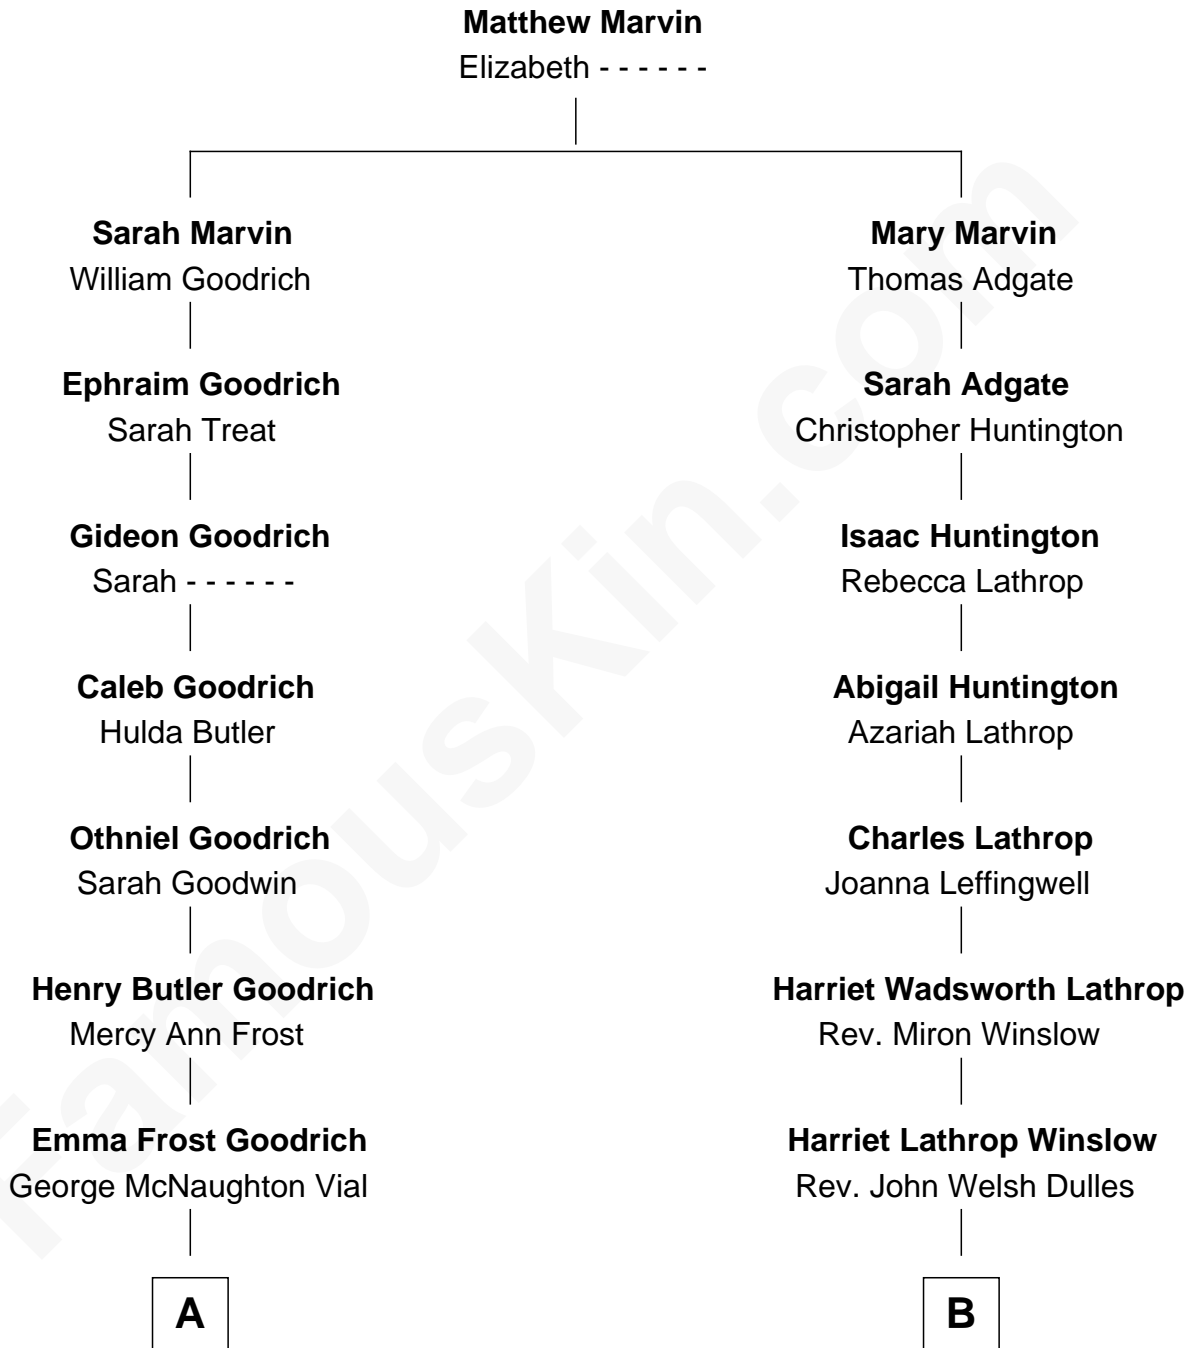 Matthew Marvin
Elizabeth - - - - - -
Sarah Marvin
William Goodrich
Mary Marvin
Thomas Adgate
Ephraim Goodrich
Sarah Treat
Sarah Adgate
Christopher Huntington
Gideon Goodrich
Sarah - - - - - -
Isaac Huntington
Rebecca Lathrop
Caleb Goodrich
Hulda Butler
Abigail Huntington
Azariah Lathrop
Othniel Goodrich
Sarah Goodwin
Charles Lathrop
Joanna Leffingwell
Henry Butler Goodrich
Mercy Ann Frost
Harriet Wadsworth Lathrop
Rev. Miron Winslow
Emma Frost Goodrich
George McNaughton Vial
Harriet Lathrop Winslow
Rev. John Welsh Dulles
A
B
FamousKin.com